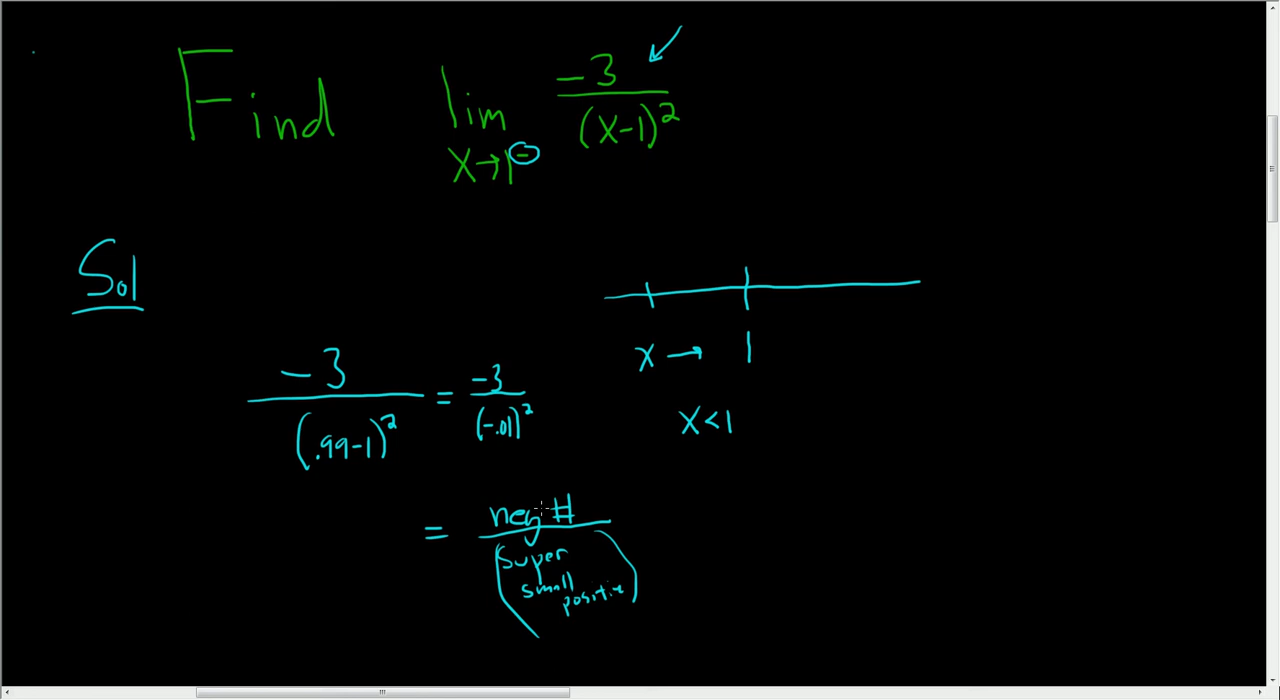 Find lim x→1⁻ -3/(x-1)²
Sol
x → 1
-3/(.99-1)² = -3/(-.01)²
x<1
= neg #/(super small positive)